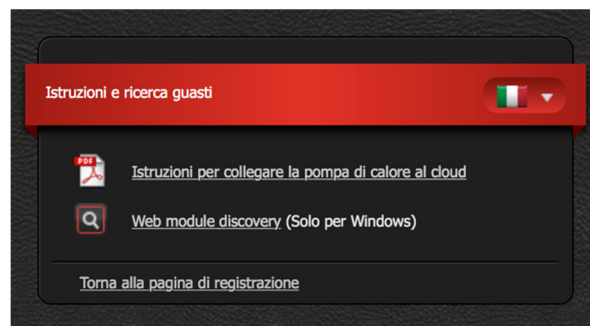 Istruzioni e ricerca guasti
PDF
Istruzioni per collegare la pompa di calore al cloud
Web module discovery (Solo per Windows)
Torna alla pagina di registrazione